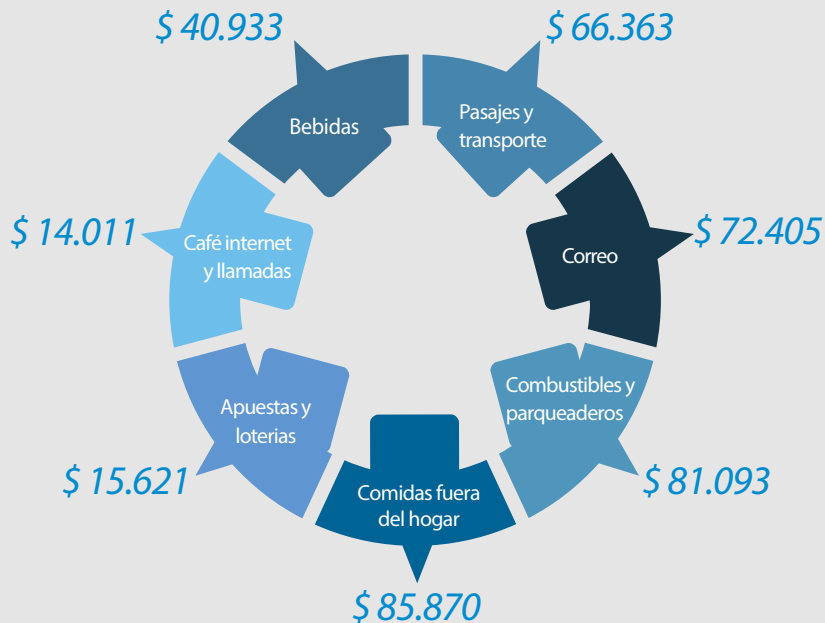 $ 40.933
$ 66.363
Bebidas
Pasajes y
transporte
$ 14.011
Café internet
y llamadas
Correo
$ 72.405
Apuestas y
loterias
$ 15.621
Combustibles y
parqueaderos
$ 81.093
Comidas fuera
del hogar
$ 85.870